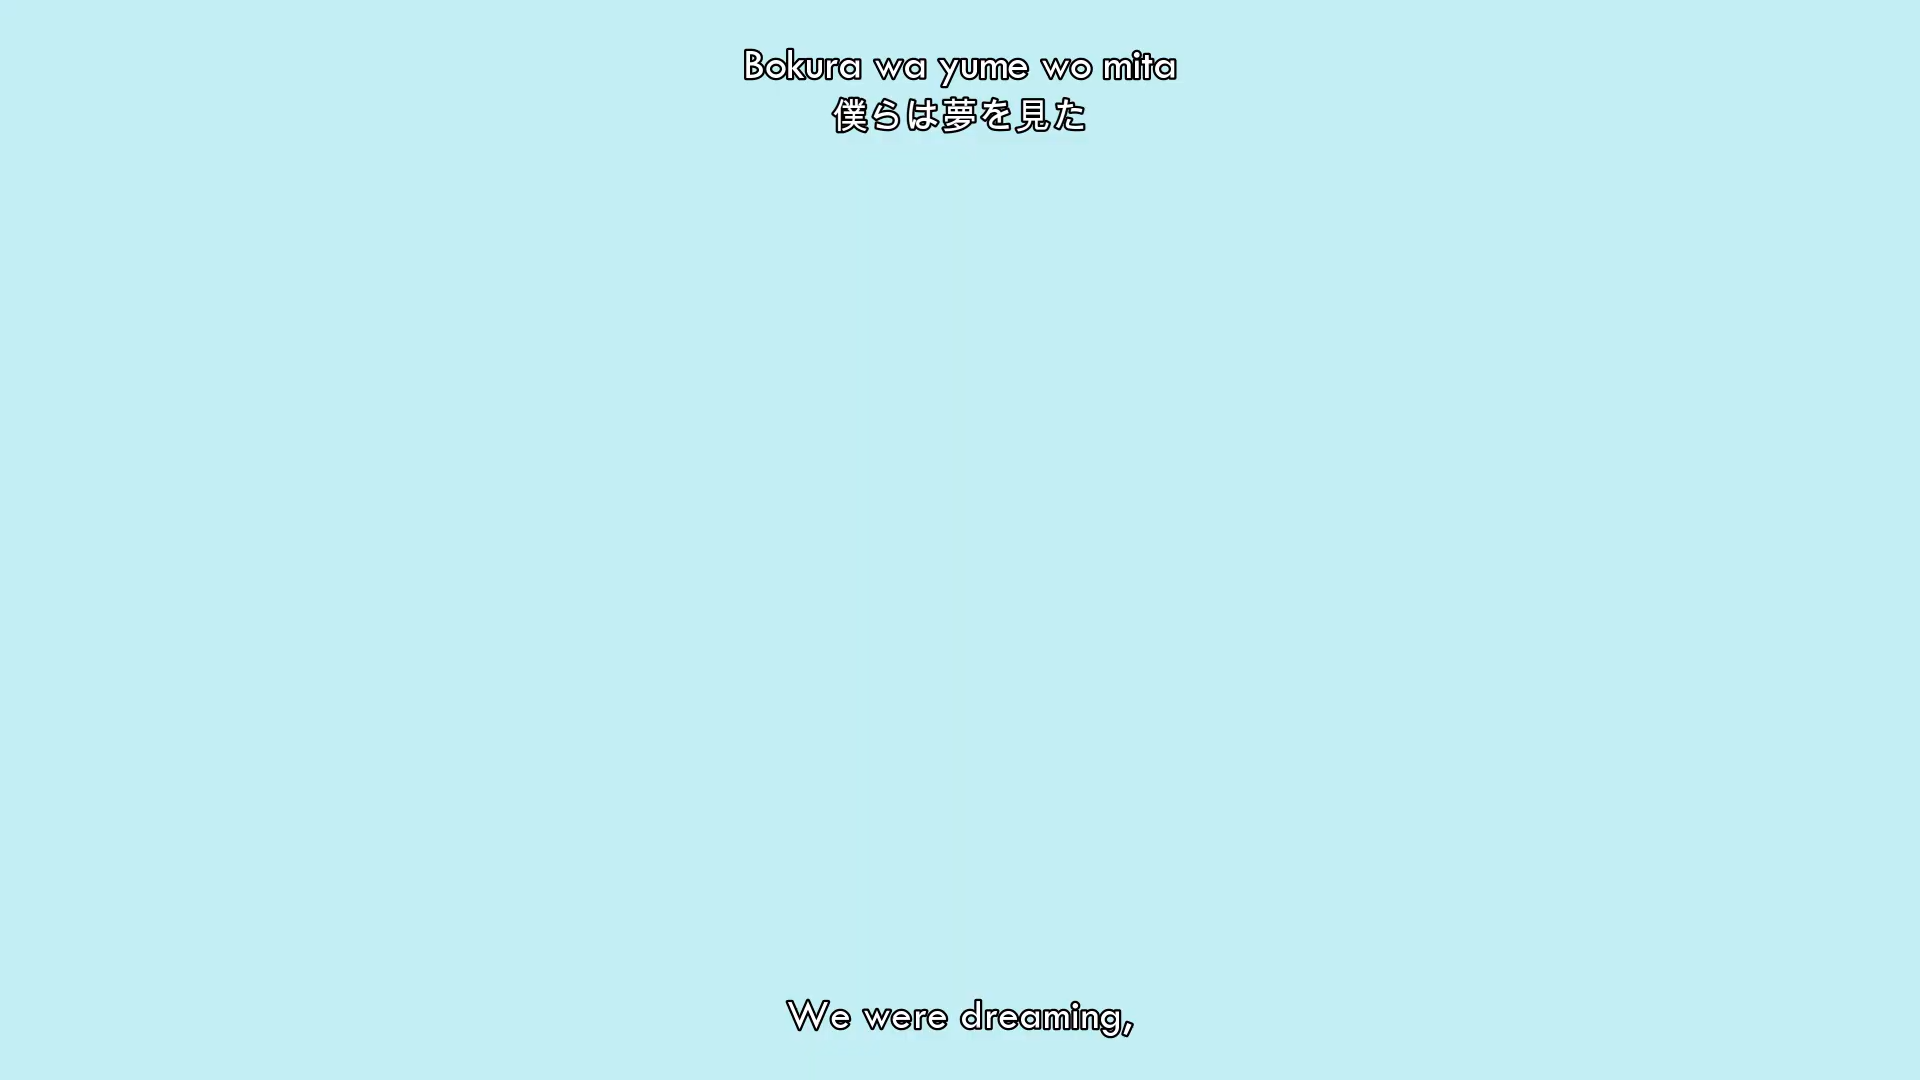 Bokura wa yume wo mita
僕らは夢を見た
We were dreaming,